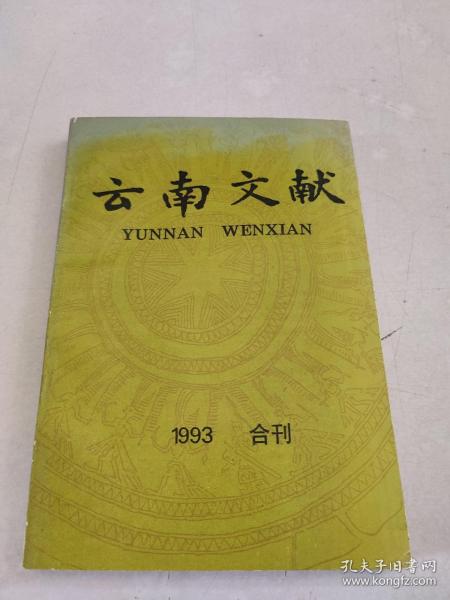 云南文献
YUNNAN WENXIAN
1993 合刊
孔夫子旧书网
www.kongfz.com